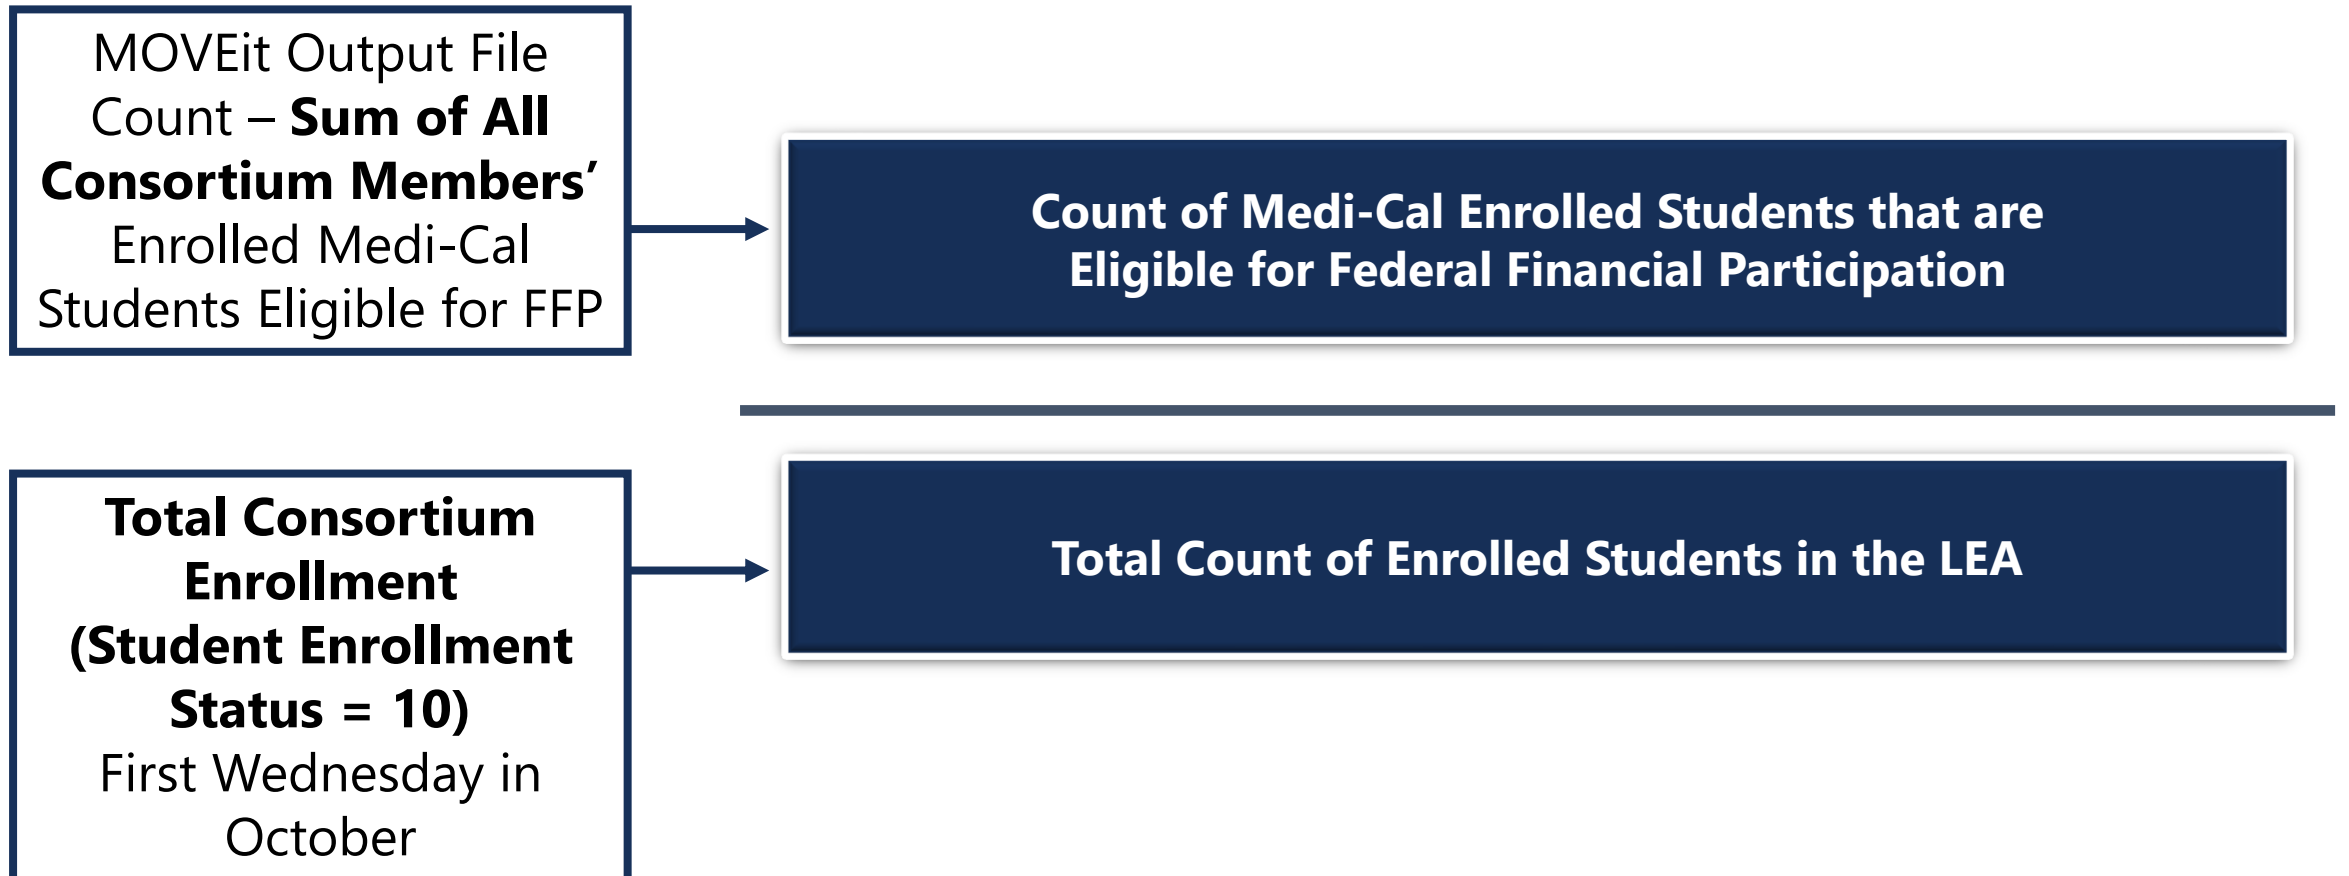 MOVEit Output File
Count – Sum of All
Consortium Members’
Enrolled Medi-Cal
Students Eligible for FFP
Count of Medi-Cal Enrolled Students that are
Eligible for Federal Financial Participation
Total Consortium
Enrollment
(Student Enrollment
Status = 10)
First Wednesday in
October
Total Count of Enrolled Students in the LEA